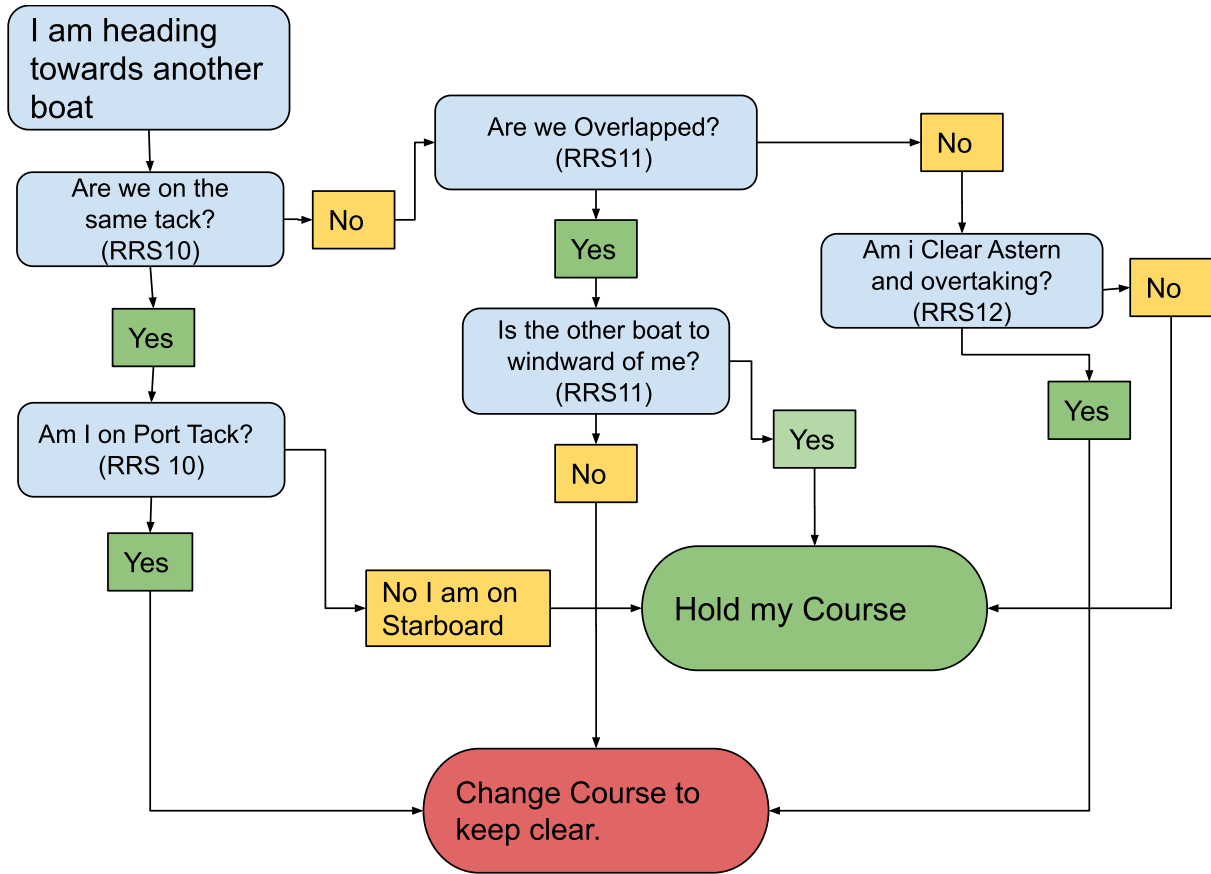 I am heading
towards another
boat
Are we on the
same tack?
(RRS10)
No
Are we Overlapped?
(RRS11)
No
Yes
Yes
Am i Clear Astern
and overtaking?
(RRS12)
No
Is the other boat to
windward of me?
(RRS11)
Yes
Yes
Am I on Port Tack?
(RRS 10)
No
Yes
No I am on
Starboard
Hold my Course
Change Course to
keep clear.